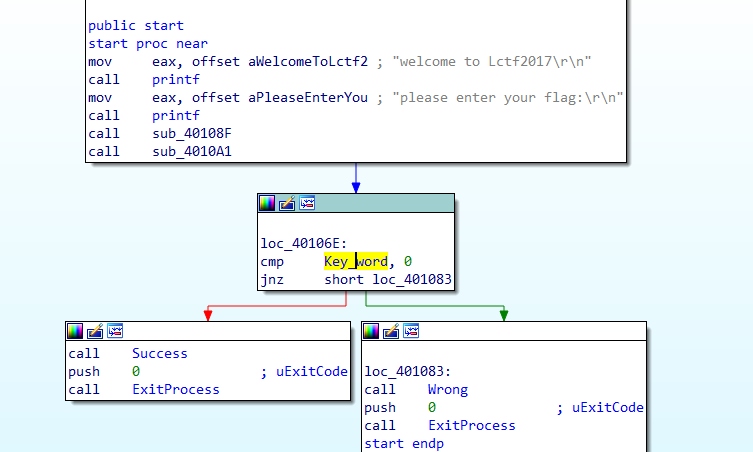 public start
start proc near
mov eax, offset aWelcomeToLctf2 ; "welcome to Lctf2017\r\n"
call printf
mov eax, offset aPleaseEnterYou ; "please enter your flag:\r\n"
call printf
call sub_40108F
call sub_4010A1
loc_40106E:
cmp Key_word, 0
jnz short loc_401083
call Success
push 0 ; uExitCode
call ExitProcess
loc_401083:
call Wrong
push 0 ; uExitCode
call ExitProcess
start endp